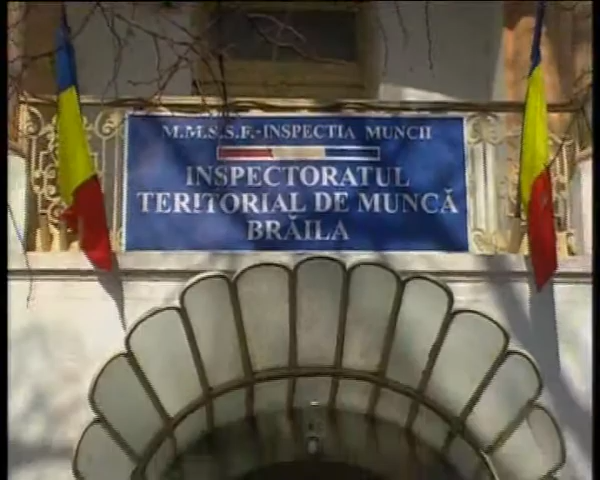 M.M.S.S.F.-INSPECTIA MUNCII
INSPECTORATUL
TERITORIAL DE MUNCĂ
BRĂILA